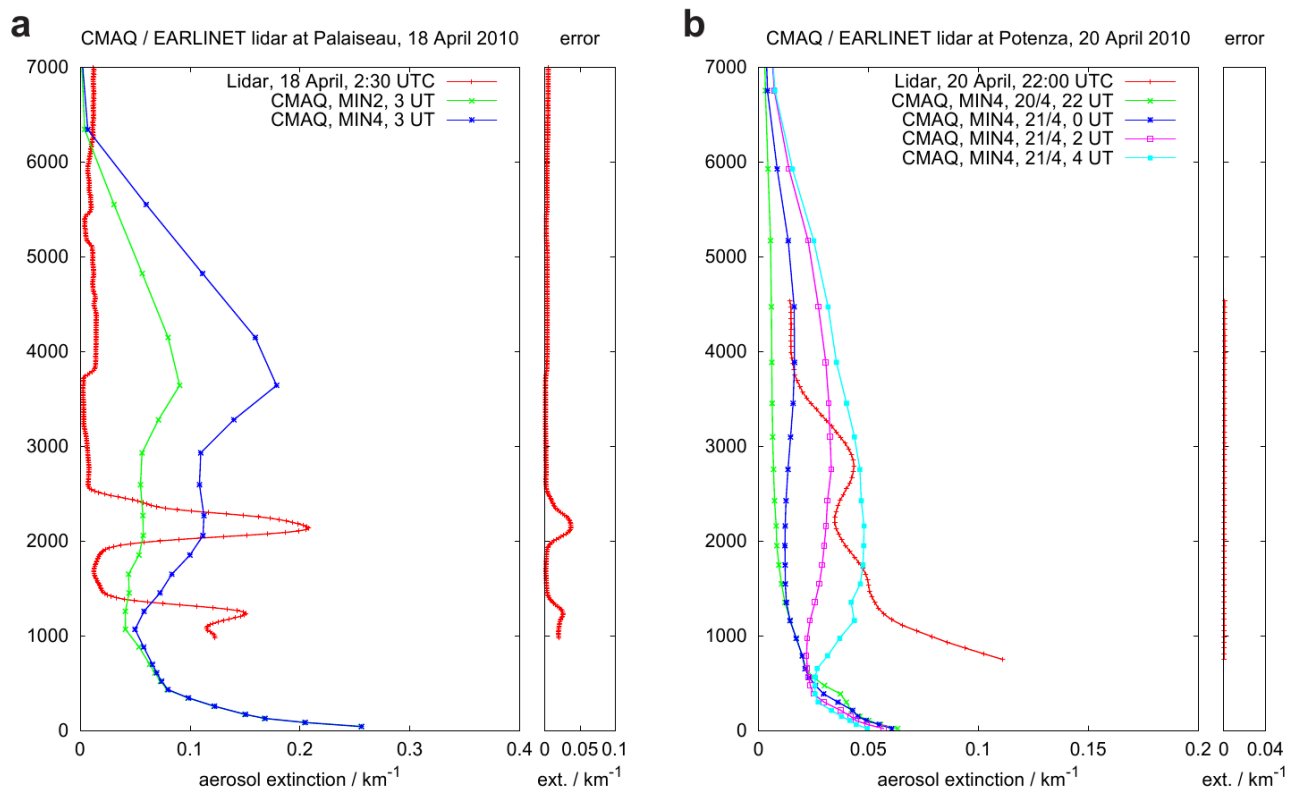 a
CMAQ / EARLINET lidar at Palaiseau, 18 April 2010
error
7000
6000
5000
4000
3000
2000
1000
0
Lidar, 18 April, 2:30 UTC
CMAQ, MIN2, 3 UT
CMAQ, MIN4, 3 UT
0 0.1 0.2 0.3 0.4
0 0.05 0.1
aerosol extinction / km⁻¹
ext. / km⁻¹
b
CMAQ / EARLINET lidar at Potenza, 20 April 2010
error
7000
6000
5000
4000
3000
2000
1000
0
Lidar, 20 April, 22:00 UTC
CMAQ, MIN4, 20/4, 22 UT
CMAQ, MIN4, 21/4, 0 UT
CMAQ, MIN4, 21/4, 2 UT
CMAQ, MIN4, 21/4, 4 UT
0 0.05 0.1 0.15 0.2
0 0.04
aerosol extinction / km⁻¹
ext. / km⁻¹